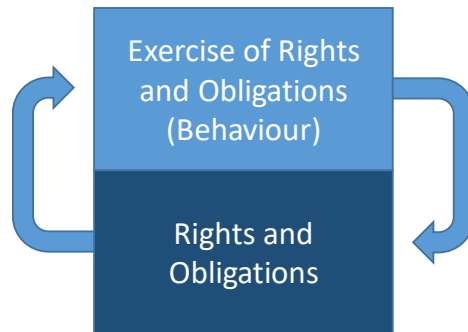 Exercise of Rights
and Obligations
(Behaviour)
Rights and
Obligations